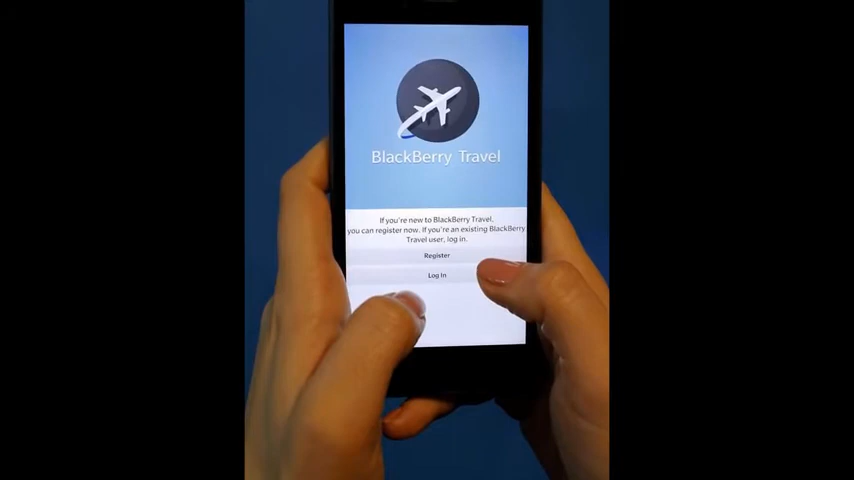 BlackBerry Travel
If you're new to BlackBerry Travel.
you can register now. If you're an existing BlackBerry
Travel user, log in.
Register
Log In